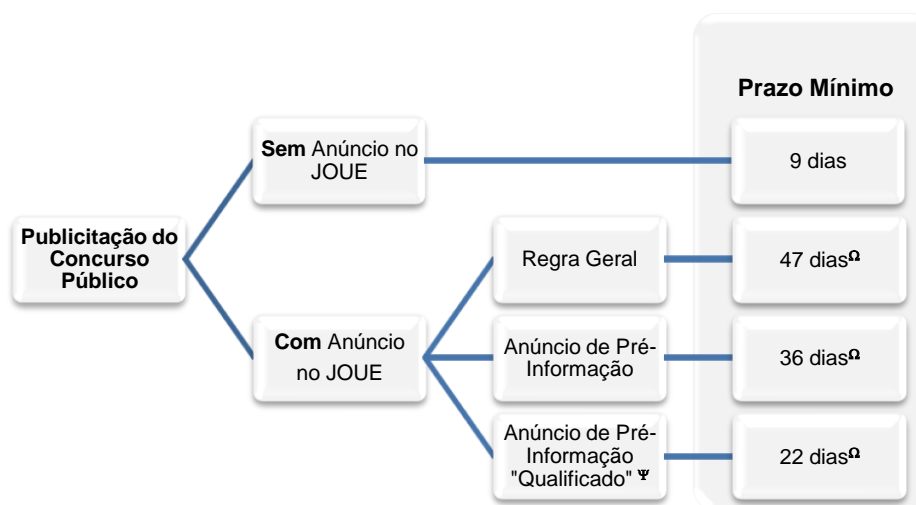 Prazo Mínimo
Sem Anúncio no
JOUE
9 dias
Publicitação do
Concurso
Público
Regra Geral
47 diasΩ
Com Anúncio
no JOUE
Anúncio de Pré-
Informação
36 diasΩ
Anúncio de Pré-
Informação
"Qualificado" Ψ
22 diasΩ